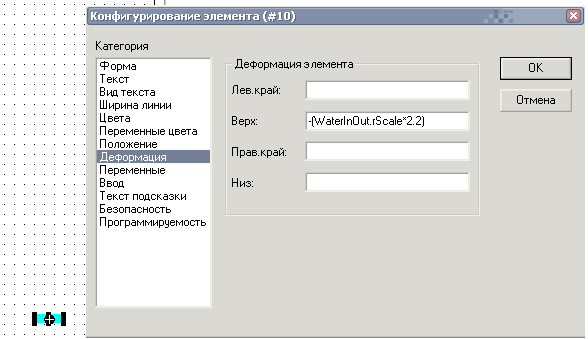 Конфигурирование элемента (#10)
Категория
Форма
Текст
Вид текста
Ширина линии
Цвета
Переменные цвета
Положение
Деформация
Переменные
Ввод
Текст подсказки
Безопасность
Программируемость
Деформация элемента
Лев.край:
Верх:
-(WaterInOut.rScale*2.2)
Прав.край:
Низ:
OK
Отмена